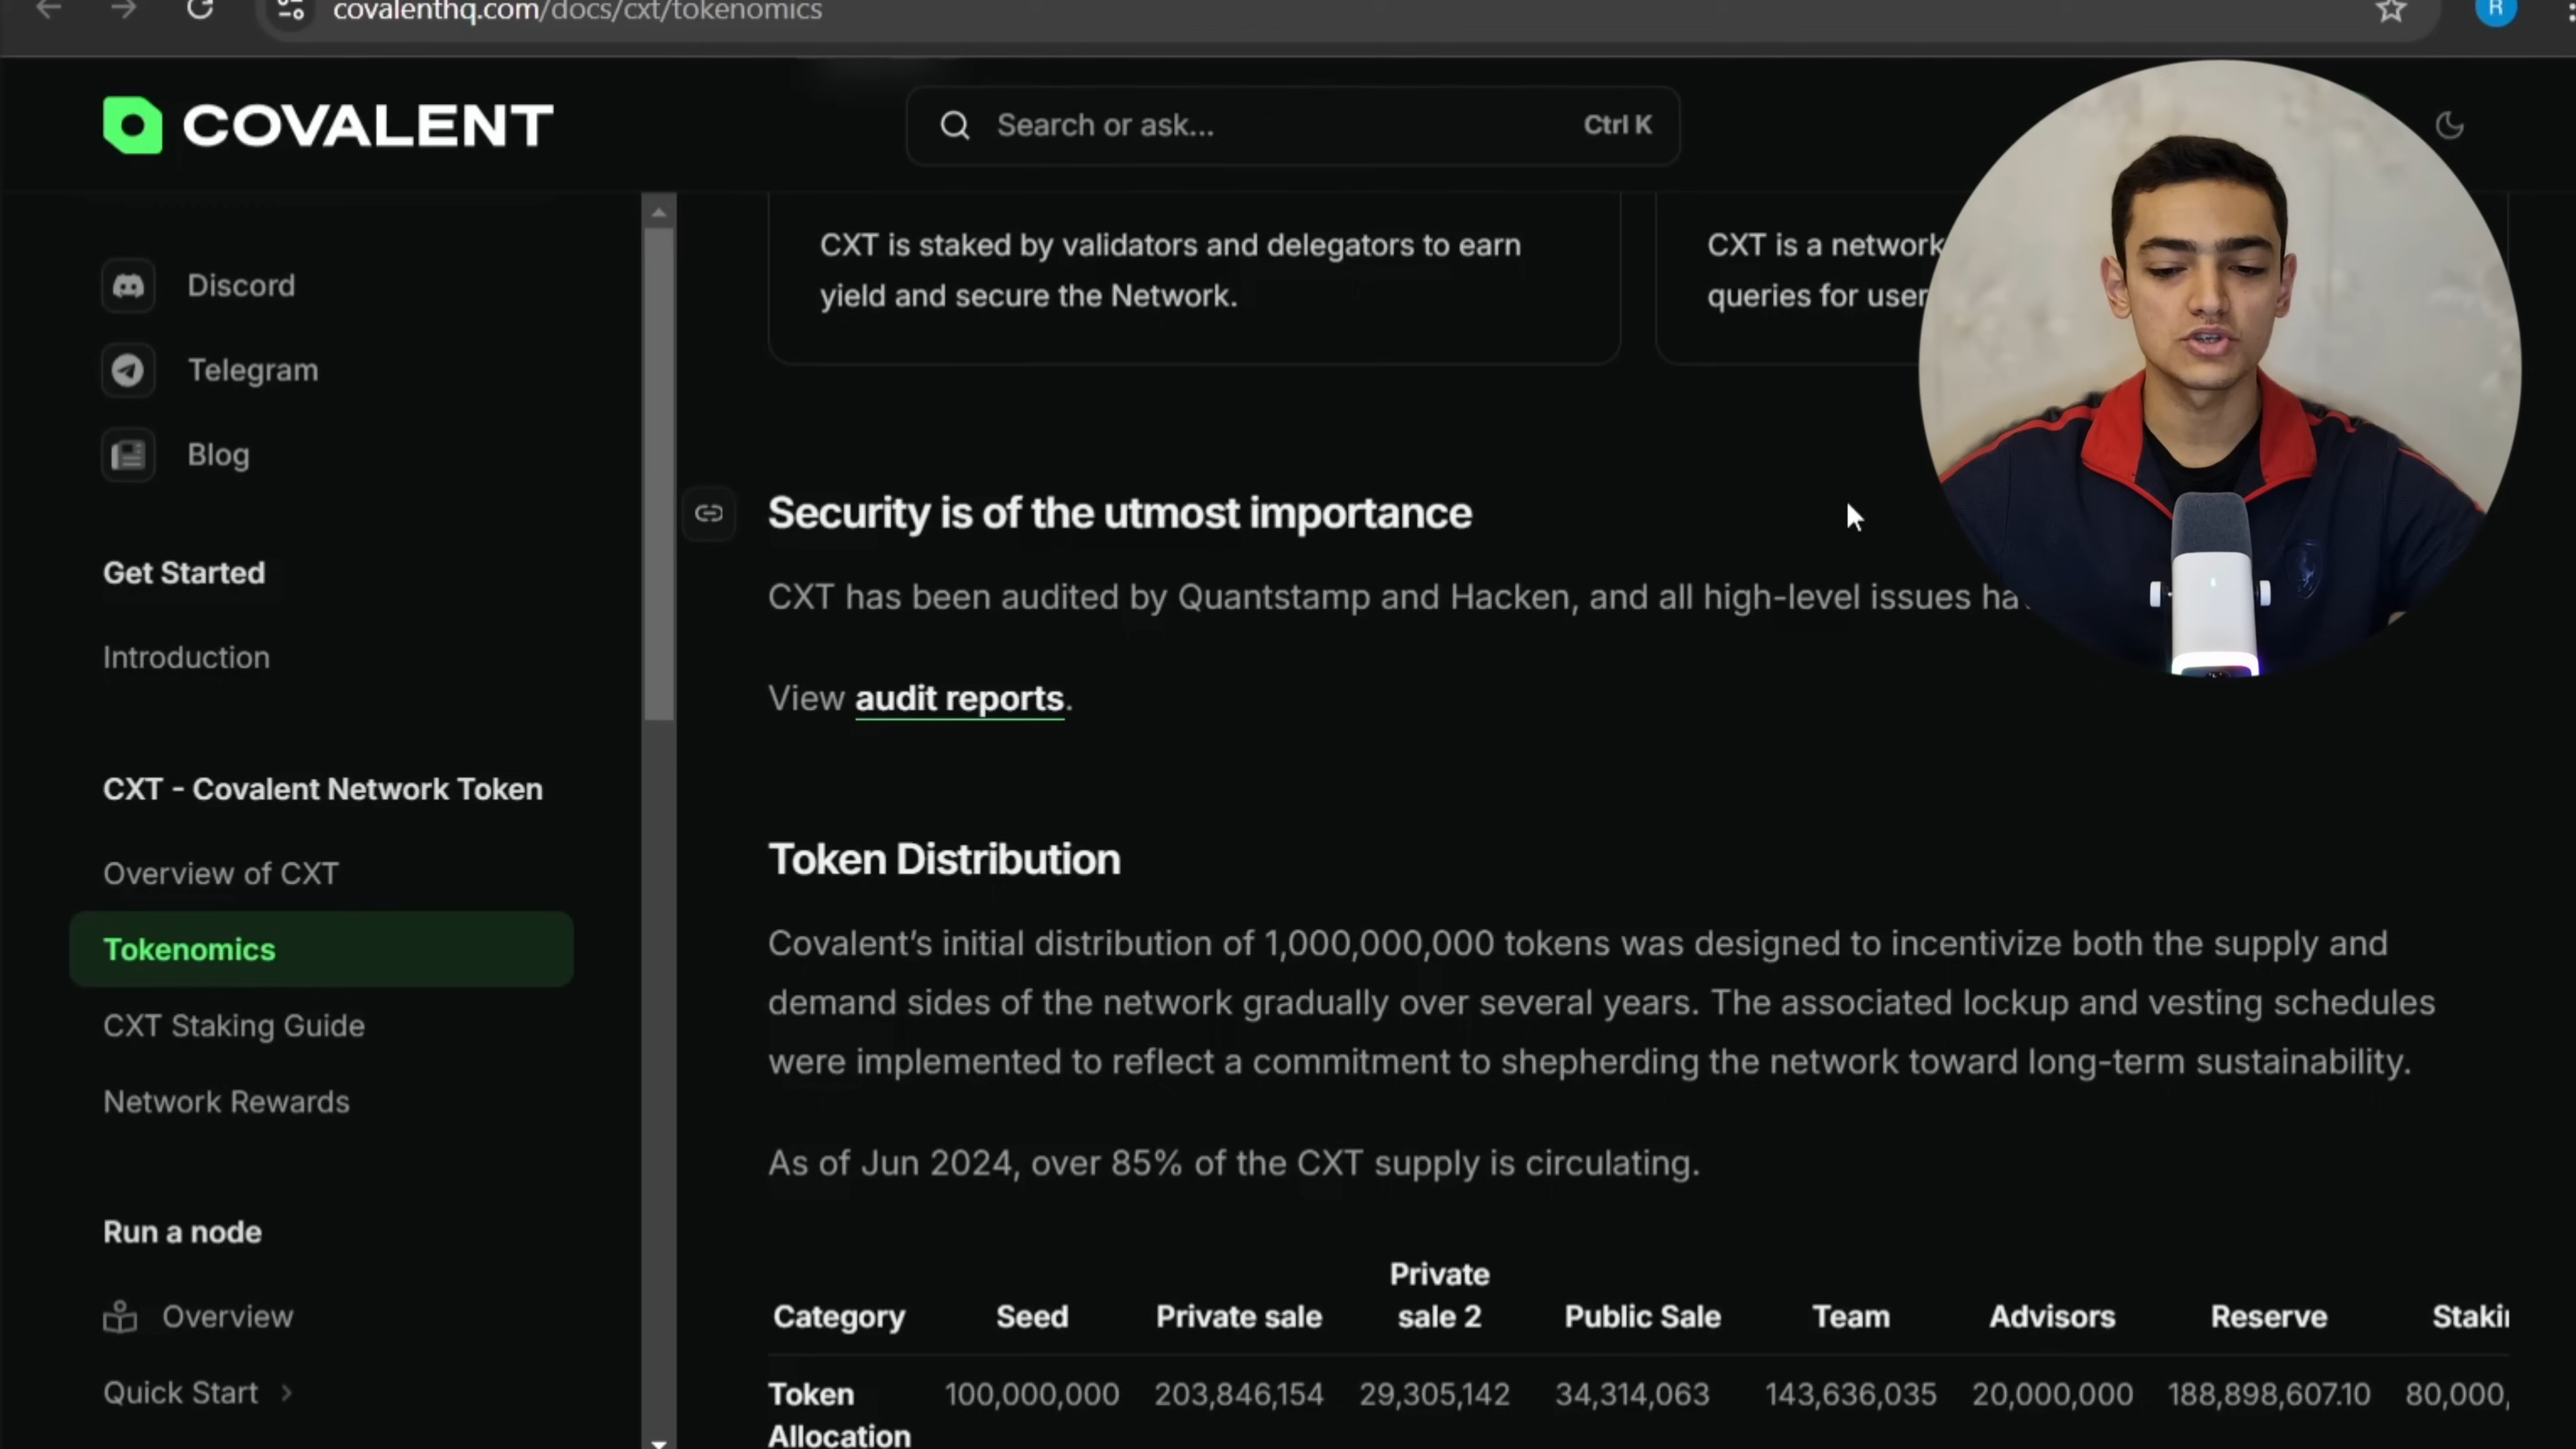 covalenthq.com/docs/cxt/tokenomics
R
COVALENT
Search or ask...
Ctrl K
Discord
Telegram
Blog
Get Started
Introduction
CXT - Covalent Network Token
Overview of CXT
Tokenomics
CXT Staking Guide
Network Rewards
Run a node
Overview
Quick Start
CXT is staked by validators and delegators to earn
yield and secure the Network.
CXT is a network
queries for user
Security is of the utmost importance
CXT has been audited by Quantstamp and Hacken, and all high-level issues
View audit reports.
Token Distribution
Covalent's initial distribution of 1,000,000,000 tokens was designed to incentivize both the supply and
demand sides of the network gradually over several years. The associated lockup and vesting schedules
were implemented to reflect a commitment to shepherding the network toward long-term sustainability.
As of Jun 2024, over 85% of the CXT supply is circulating.
Category Seed Private sale Private sale 2 Public Sale Team Advisors Reserve
Token Allocation 100,000,000 203,846,154 29,305,142 34,314,063 143,636,035 20,000,000 188,898,607.10 80,000,